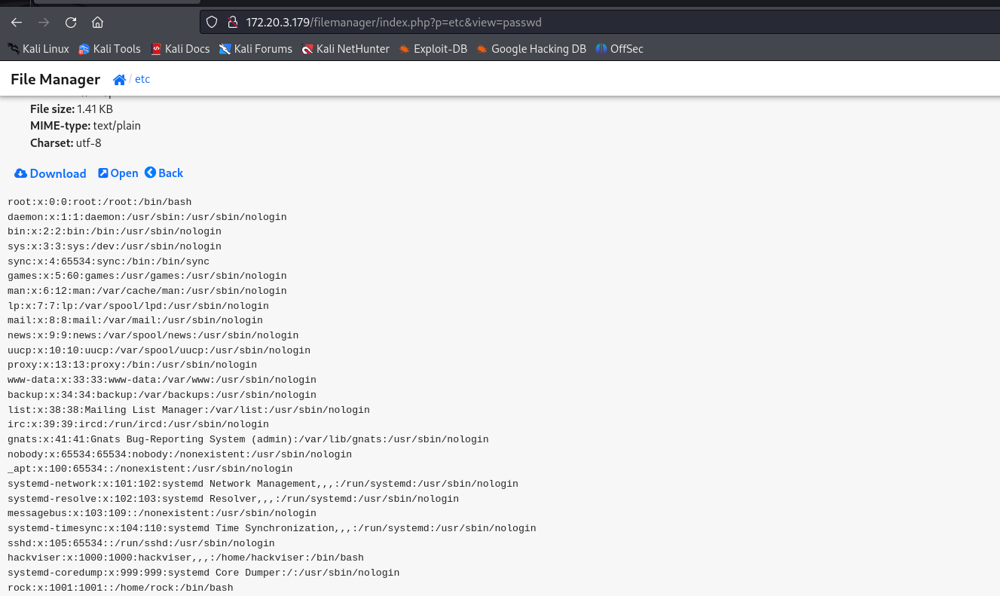 172.20.3.179/filemanager/index.php?p=etc&view=passwd
Kali Linux Kali Tools Kali Docs Kali Forums Kali NetHunter Exploit-DB Google Hacking DB OffSec
File Manager / etc
File size: 1.41 KB
MIME-type: text/plain
Charset: utf-8
Download Open Back
root:x:0:0:root:/root:/bin/bash
daemon:x:1:1:daemon:/usr/sbin:/usr/sbin/nologin
bin:x:2:2:bin:/bin:/usr/sbin/nologin
sys:x:3:3:sys:/dev:/usr/sbin/nologin
sync:x:4:65534:sync:/bin:/bin/sync
games:x:5:60:games:/usr/games:/usr/sbin/nologin
man:x:6:12:man:/var/cache/man:/usr/sbin/nologin
lp:x:7:7:lp:/var/spool/lpd:/usr/sbin/nologin
mail:x:8:8:mail:/var/mail:/usr/sbin/nologin
news:x:9:9:news:/var/spool/news:/usr/sbin/nologin
uucp:x:10:10:uucp:/var/spool/uucp:/usr/sbin/nologin
proxy:x:13:13:proxy:/bin:/usr/sbin/nologin
www-data:x:33:33:www-data:/var/www:/usr/sbin/nologin
backup:x:34:34:backup:/var/backups:/usr/sbin/nologin
list:x:38:38:Mailing List Manager:/var/list:/usr/sbin/nologin
irc:x:39:39:ircd:/run/ircd:/usr/sbin/nologin
gnats:x:41:41:Gnats Bug-Reporting System (admin):/var/lib/gnats:/usr/sbin/nologin
nobody:x:65534:65534:nobody:/nonexistent:/usr/sbin/nologin
_apt:x:100:65534::/nonexistent:/usr/sbin/nologin
systemd-network:x:101:102:systemd Network Management,,,:/run/systemd:/usr/sbin/nologin
systemd-resolve:x:102:103:systemd Resolver,,,:/run/systemd:/usr/sbin/nologin
messagebus:x:103:109::/nonexistent:/usr/sbin/nologin
systemd-timesync:x:104:110:systemd Time Synchronization,,,:/run/systemd:/usr/sbin/nologin
sshd:x:105:65534::/run/sshd:/usr/sbin/nologin
hackviser:x:1000:1000:hackviser,,,:/home/hackviser:/bin/bash
systemd-coredump:x:999:999:systemd Core Dumper:/:/usr/sbin/nologin
rock:x:1001:1001::/home/rock:/bin/bash